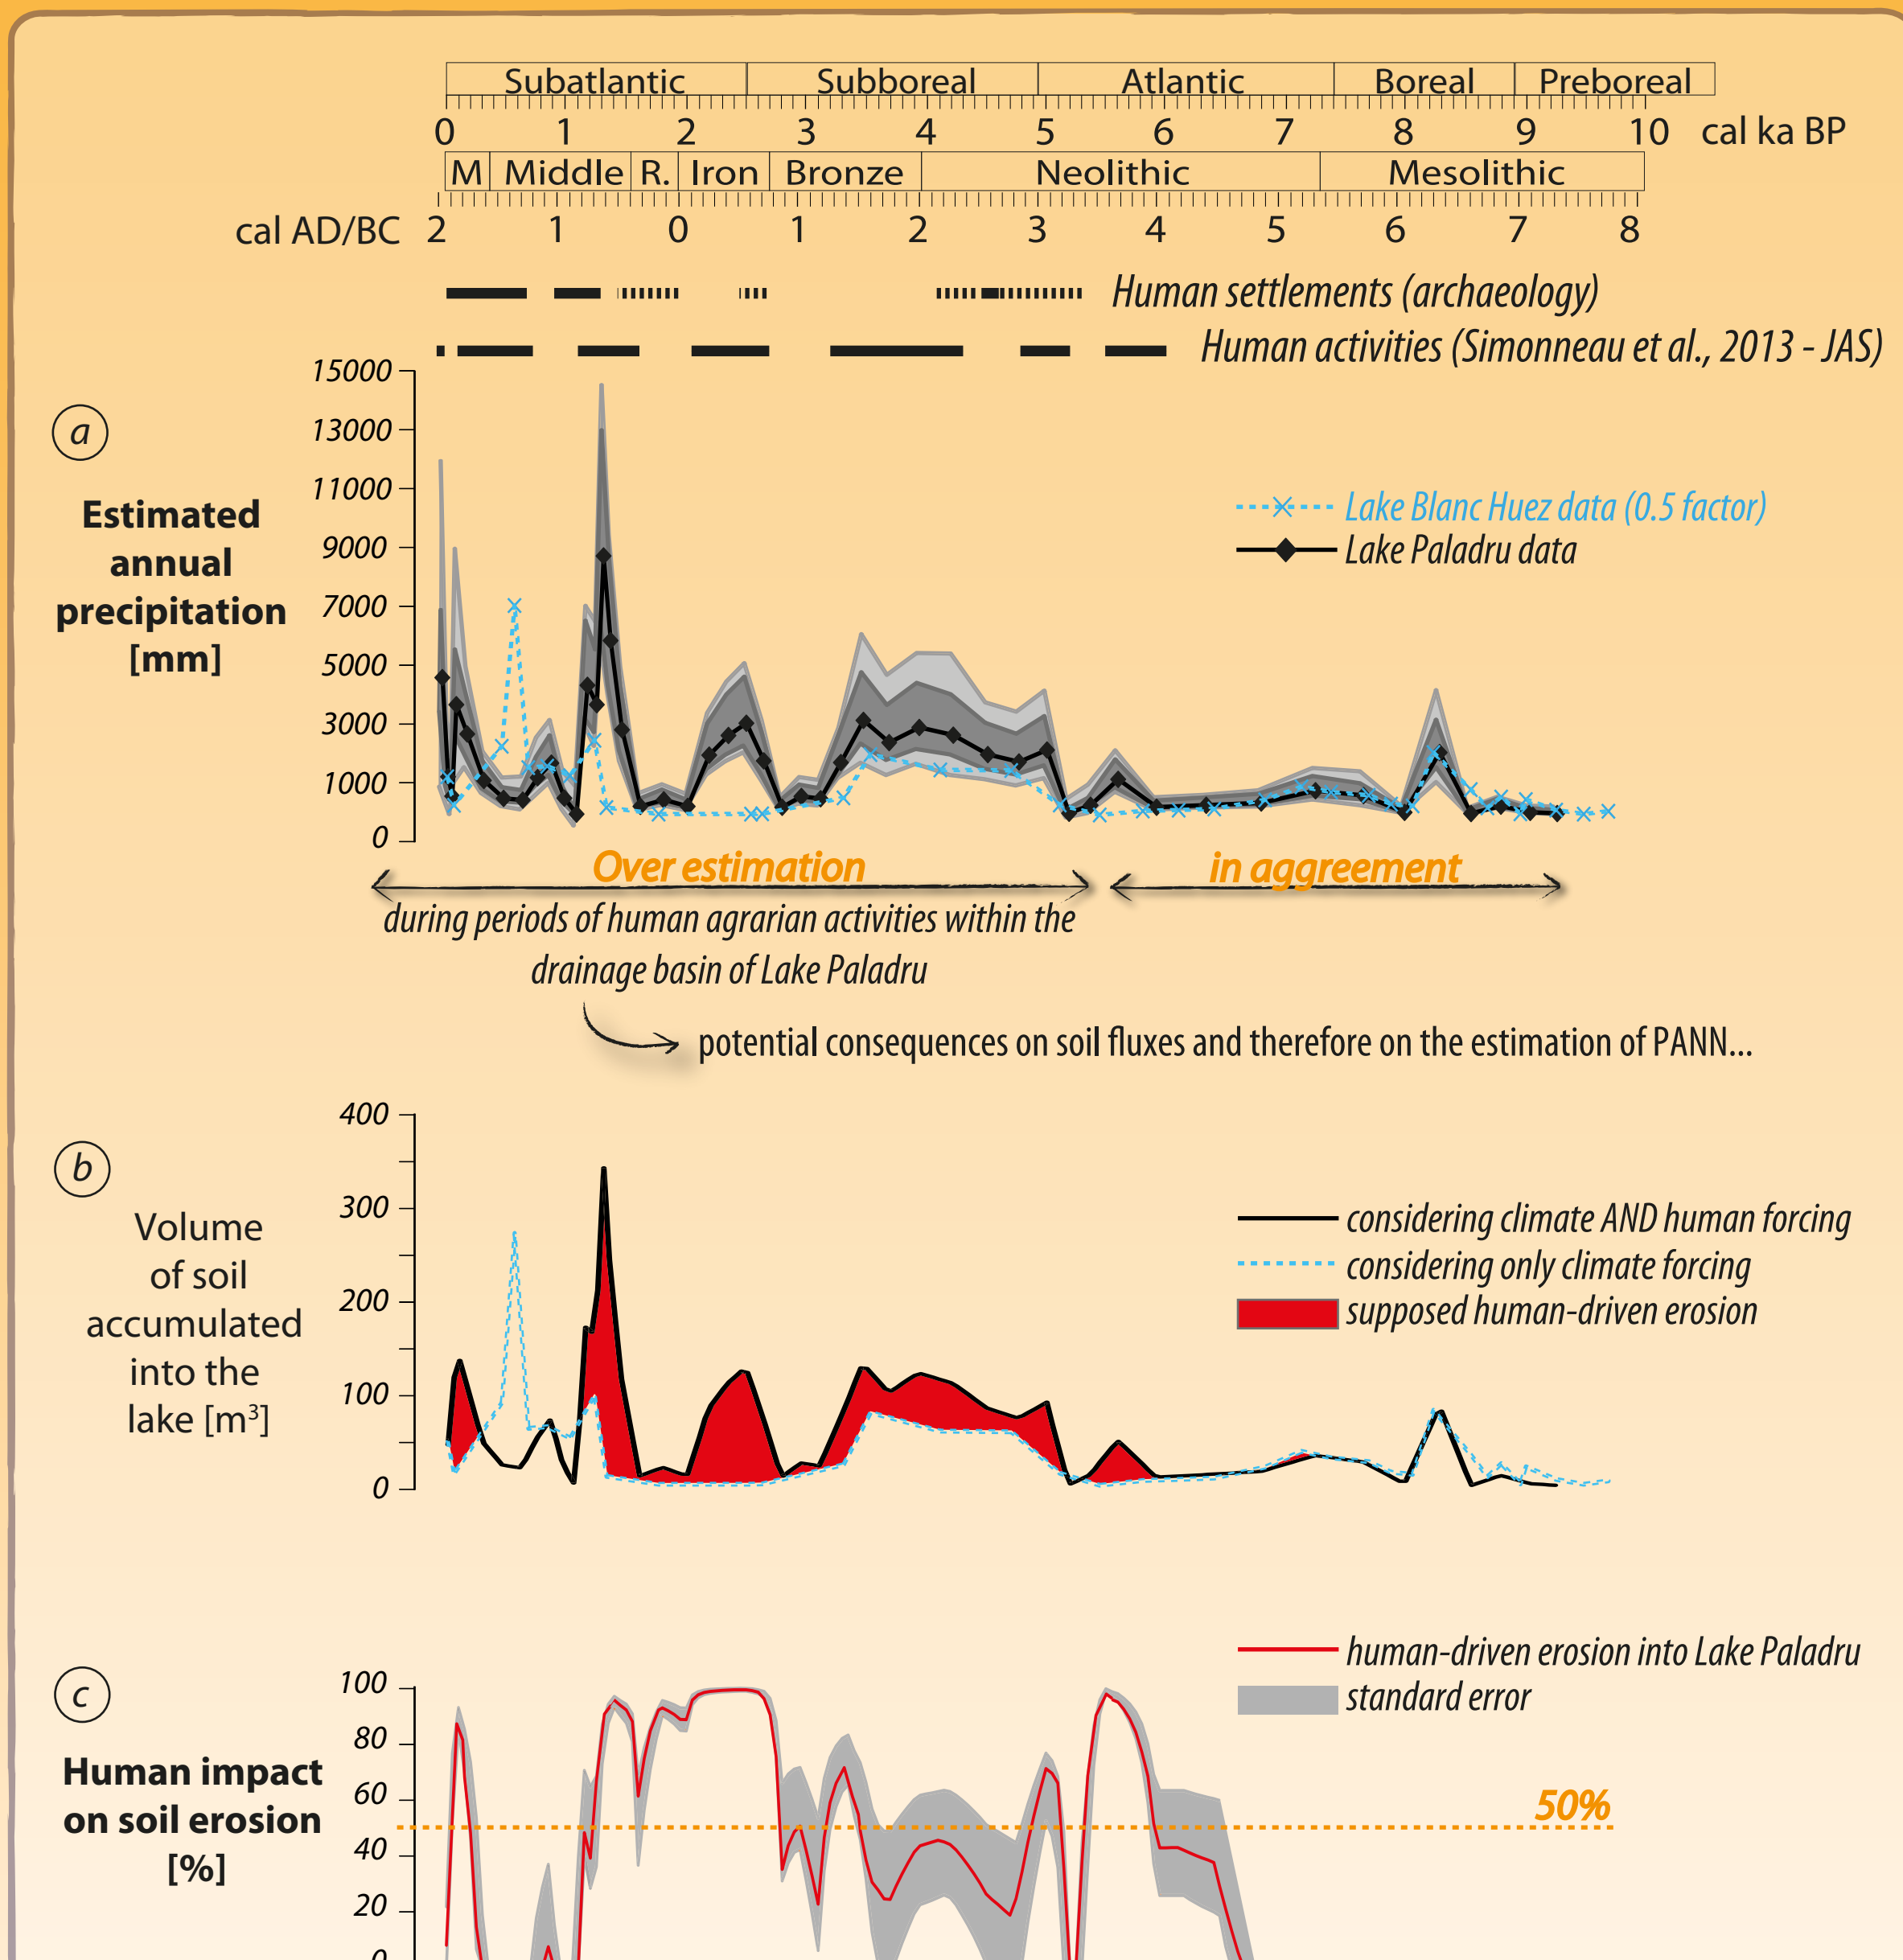 Subatlantic Subboreal Atlantic Boreal Preboreal
0 1 2 3 4 5 6 7 8 9 10 cal ka BP
M Middle R. Iron Bronze Neolithic Mesolithic
cal AD/BC 2 1 0 1 2 3 4 5 6 7 8
Human settlements (archaeology)
Human activities (Simonneau et al., 2013 - JAS)
a
Estimated
annual
precipitation
[mm]
15000
13000
11000
9000
7000
5000
3000
1000
0
Lake Blanc Huez data (0.5 factor)
Lake Paladru data
Over estimation
in aggreement
during periods of human agrarian activities within the
drainage basin of Lake Paladru
potential consequences on soil fluxes and therefore on the estimation of PANN...
b
Volume
of soil
accumulated
into the
lake [m³]
400
300
200
100
0
considering climate AND human forcing
considering only climate forcing
supposed human-driven erosion
c
Human impact
on soil erosion
[%]
100
80
60
40
20
0
human-driven erosion into Lake Paladru
standard error
50%